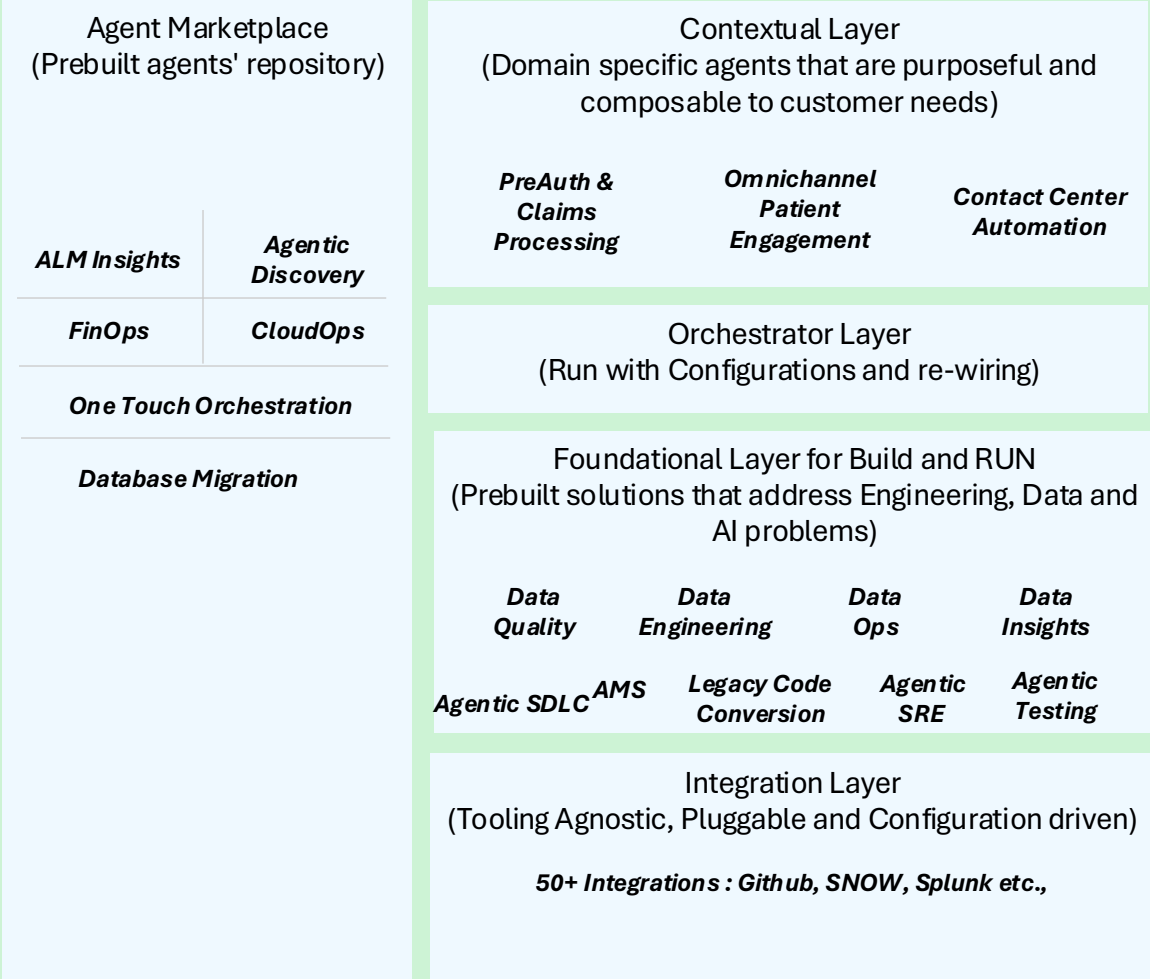 Agent Marketplace
(Prebuilt agents' repository)
ALM Insights
Agentic
Discovery
FinOps
CloudOps
One Touch Orchestration
Database Migration
Contextual Layer
(Domain specific agents that are purposeful and
composable to customer needs)
PreAuth &
Claims
Processing
Omnichannel
Patient
Engagement
Contact Center
Automation
Orchestrator Layer
(Run with Configurations and re-wiring)
Foundational Layer for Build and RUN
(Prebuilt solutions that address Engineering, Data and
AI problems)
Data
Quality
Data
Engineering
Data
Ops
Data
Insights
Agentic SDLC
AMS
Legacy Code
Conversion
Agentic
SRE
Agentic
Testing
Integration Layer
(Tooling Agnostic, Pluggable and Configuration driven)
50+ Integrations : Github, SNOW, Splunk etc.,